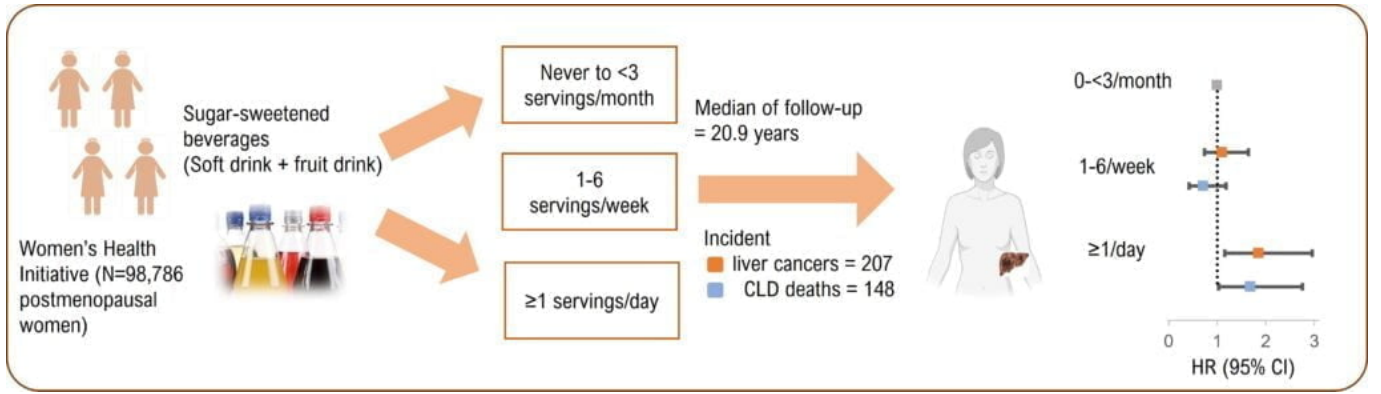 Women's Health
Initiative (N=98,786
postmenopausal
women)
Sugar-sweetened
beverages
(Soft drink + fruit drink)
Never to <3
servings/month
1-6
servings/week
≥1 servings/day
Median of follow-up
= 20.9 years
Incident
liver cancers = 207
CLD deaths = 148
0-<3/month
1-6/week
≥1/day
0 1 2 3
HR (95% CI)